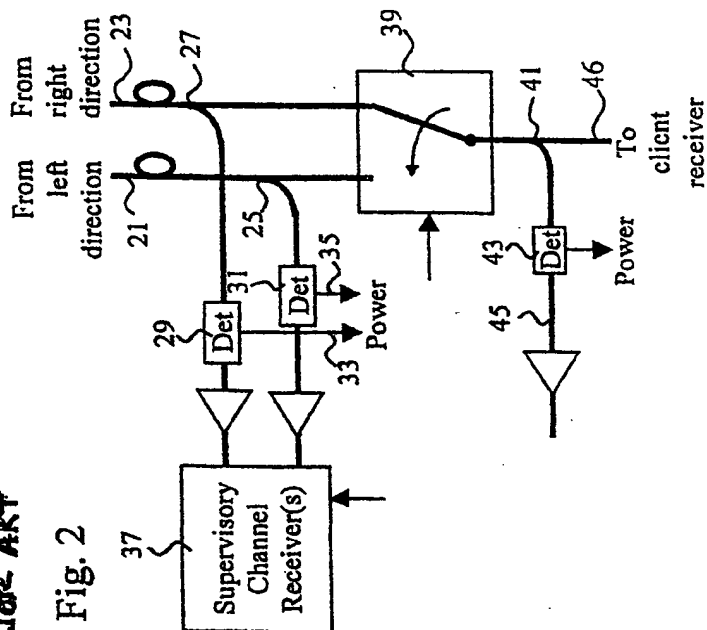 ART
Fig. 2
From
left
direction
From
right
direction
21
23
25
27
29
Det
31
Det
33
35
Power
37
Supervisory
Channel
Receiver(s)
39
41
43
Det
Power
45
46
To
client
receiver